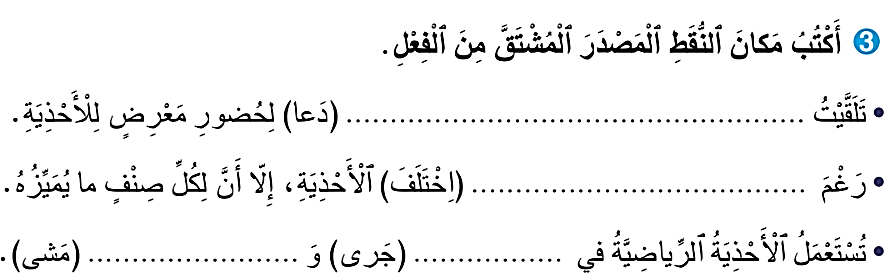 3 أَكْتُبُ مَكانَ ٱلنُّقَطِ ٱلْمَصْدَرَ ٱلْمُشْتَقَّ مِنَ ٱلْفِعْلِ.
• تَلَقَّيْتُ .................................................... (دَعا) لِحُضورِ مَعْرِضٍ لِلْأَحْذِيَةِ.
• رَغْمَ ...................................... (اِخْتَلَفَ) ٱلْأَحْذِيَةِ، إِلّا أَنَّ لِكُلِّ صِنْفٍ ما يُمَيِّزُهُ.
• تُسْتَعْمَلُ ٱلْأَحْذِيَةُ ٱلرِّياضِيَّةُ في ................. (جَرى) وَ ........................ (مَشى).